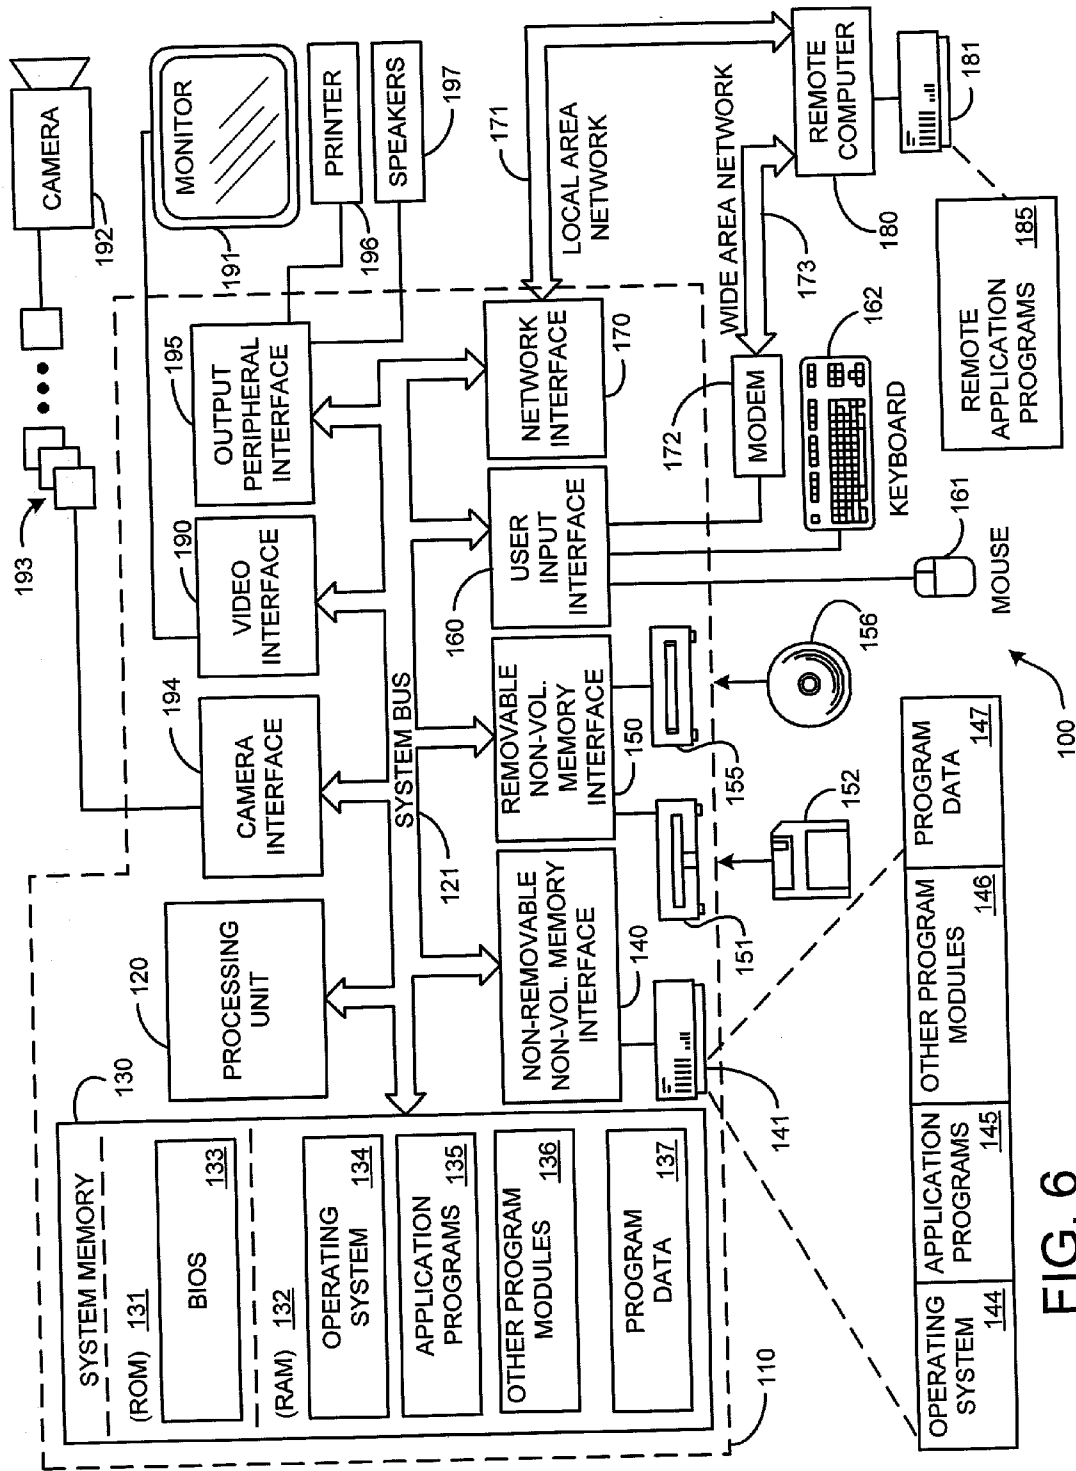 SYSTEM MEMORY
(ROM) 131
BIOS
133
(RAM) 132
OPERATING
SYSTEM 134
APPLICATION
PROGRAMS 135
OTHER PROGRAM
MODULES 136
PROGRAM
DATA 137
130
120
PROCESSING
UNIT
194
CAMERA
INTERFACE
190
VIDEO
INTERFACE
195
OUTPUT
PERIPHERAL
INTERFACE
193
CAMERA
192
MONITOR
191
PRINTER
196
SPEAKERS
197
SYSTEM BUS
121
NON-REMOVABLE
NON-VOL. MEMORY
INTERFACE
140
REMOVABLE
NON-VOL.
MEMORY
INTERFACE
150
160
USER
INPUT
INTERFACE
NETWORK
INTERFACE
170
171
LOCAL AREA
NETWORK
WIDE AREA NETWORK
173
172
MODEM
REMOTE
COMPUTER
180
181
REMOTE
APPLICATION
PROGRAMS 185
110
141
151
152
155
156
MOUSE
161
KEYBOARD
162
OPERATING
SYSTEM 144
APPLICATION
PROGRAMS 145
OTHER PROGRAM
MODULES 146
PROGRAM
DATA 147
100
FIG. 6